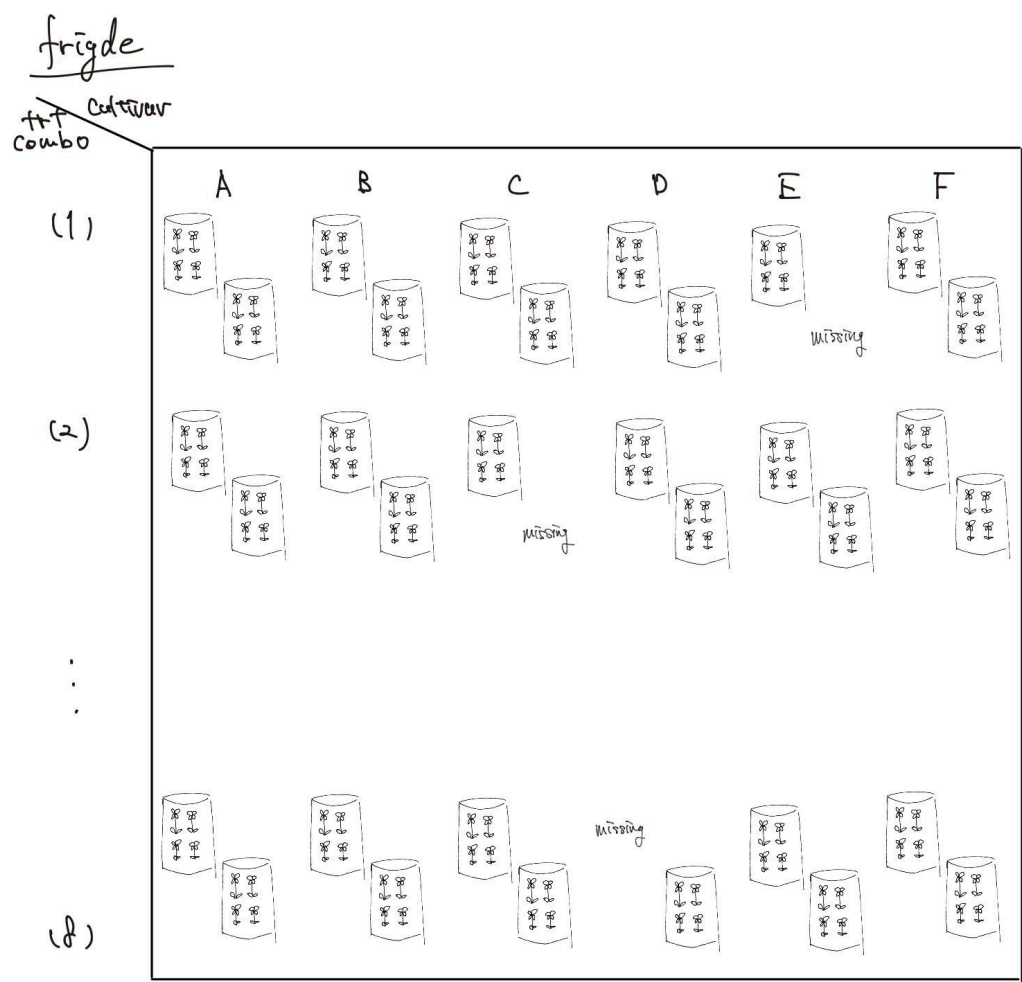 frigde
cultivar
trt
combo
A B C D E F
(1)
missing
(2)
missing
missing
(8)